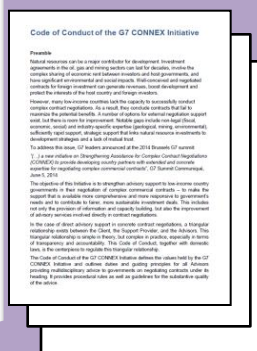 Code of Conduct of the G7 CONNEX Initiative
Preamble
Natural resources can be a major contributor for development. Investment
agreements in the oil, gas and mining sectors can last for decades, involve the
complex sharing of economic rent between investors and host governments, and
have significant environmental and social impacts. Well-conceived and negotiated
contracts for foreign investment can generate revenues, boost development and
protect the interests of the host country and foreign investors.
However, many low-income countries lack the capacity to successfully conduct
complex contract negotiations. As a result, they conclude contracts that fail to
maximize the potential benefits. A number of options for external negotiation support
exist, but there is room for improvement. Notable gaps include non-legal (fiscal,
economic, social) and industry-specific expertise (geological, mining, environmental),
sufficiently rapid support, strategic support that links natural resource investments to
development strategies and a lack of mutual trust.
To address this issue, G7 leaders announced at the 2014 Brussels G7 summit
"(…) a new initiative on Strengthening Assistance for Complex Contract Negotiations
(CONNEX) to provide developing country partners with extended and concrete
expertise for negotiating complex commercial contracts", G7 Summit Communiqué,
June 5, 2014
The objective of this Initiative is to strengthen advisory support to low-income country
governments in their negotiation of complex commercial contracts – to make the
support that is available more comprehensive and more responsive to government's
needs and to contribute to fairer, more sustainable investment deals. This includes
not only the provision of information and capacity building, but also the improvement
of advisory services involved directly in contract negotiations.
In the case of direct advisory support in concrete contract negotiations, a triangular
relationship exists between the Client, the Support Provider, and the Advisors. This
triangular relationship is simple in theory, but complex in practice, especially in terms
of transparency and accountability. This Code of Conduct, together with domestic
laws, is the centerpiece to regulate this triangular relationship.
The Code of Conduct of the G7 CONNEX Initiative defines the values held by the G7
CONNEX Initiative and outlines duties and guiding principles for all Advisors
providing multidisciplinary advice to governments on negotiating contracts under its
heading. It provides procedural rules as well as guidelines for the substantive quality
of the advice.